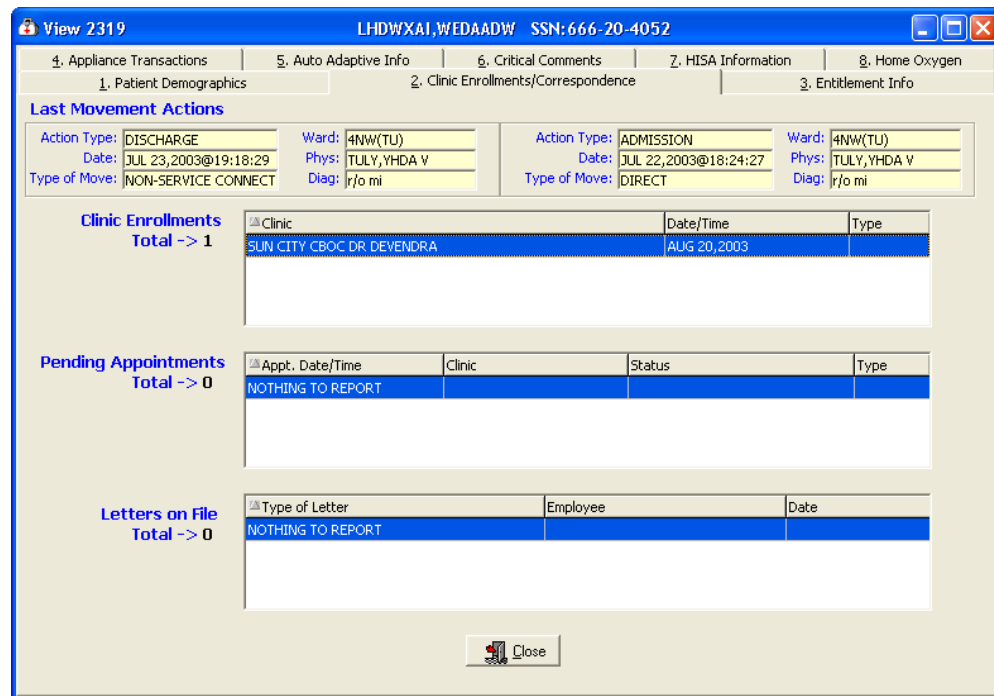 View 2319 LHDWXAI,WEDAADW SSN:666-20-4052
4. Appliance Transactions 5. Auto Adaptive Info 6. Critical Comments 7. HISA Information 8. Home Oxygen
1. Patient Demographics 2. Clinic Enrollments/Correspondence 3. Entitlement Info
Last Movement Actions
Action Type: DISCHARGE Ward: 4NW(TU) Action Type: ADMISSION Ward: 4NW(TU)
Date: JUL 23,2003@19:18:29 Phys: TULY,YHDA V Date: JUL 22,2003@18:24:27 Phys: TULY,YHDA V
Type of Move: NON-SERVICE CONNECT Diag: r/o mi Type of Move: DIRECT Diag: r/o mi
Clinic Enrollments Clinic Date/Time Type
Total -> 1 SUN CITY CBOC DR DEVENDRA AUG 20,2003
Pending Appointments Appt. Date/Time Clinic Status Type
Total -> 0 NOTHING TO REPORT
Letters on File Type of Letter Employee Date
Total -> 0 NOTHING TO REPORT
Close